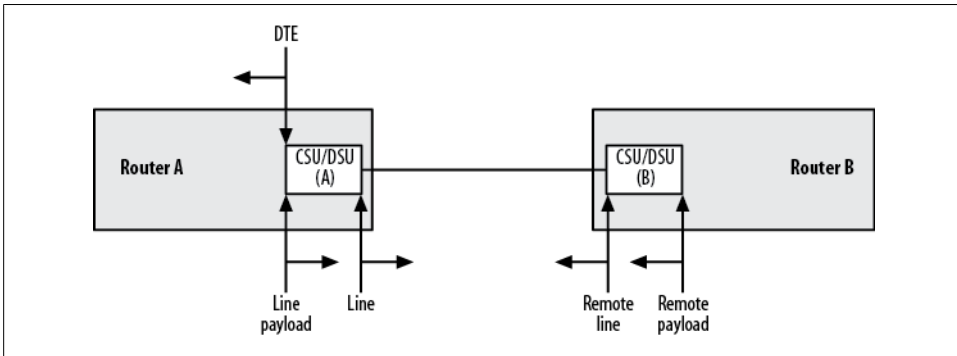 DTE
Router A
CSU/DSU
(A)
CSU/DSU
(B)
Router B
Line
payload
Line
Remote
line
Remote
payload